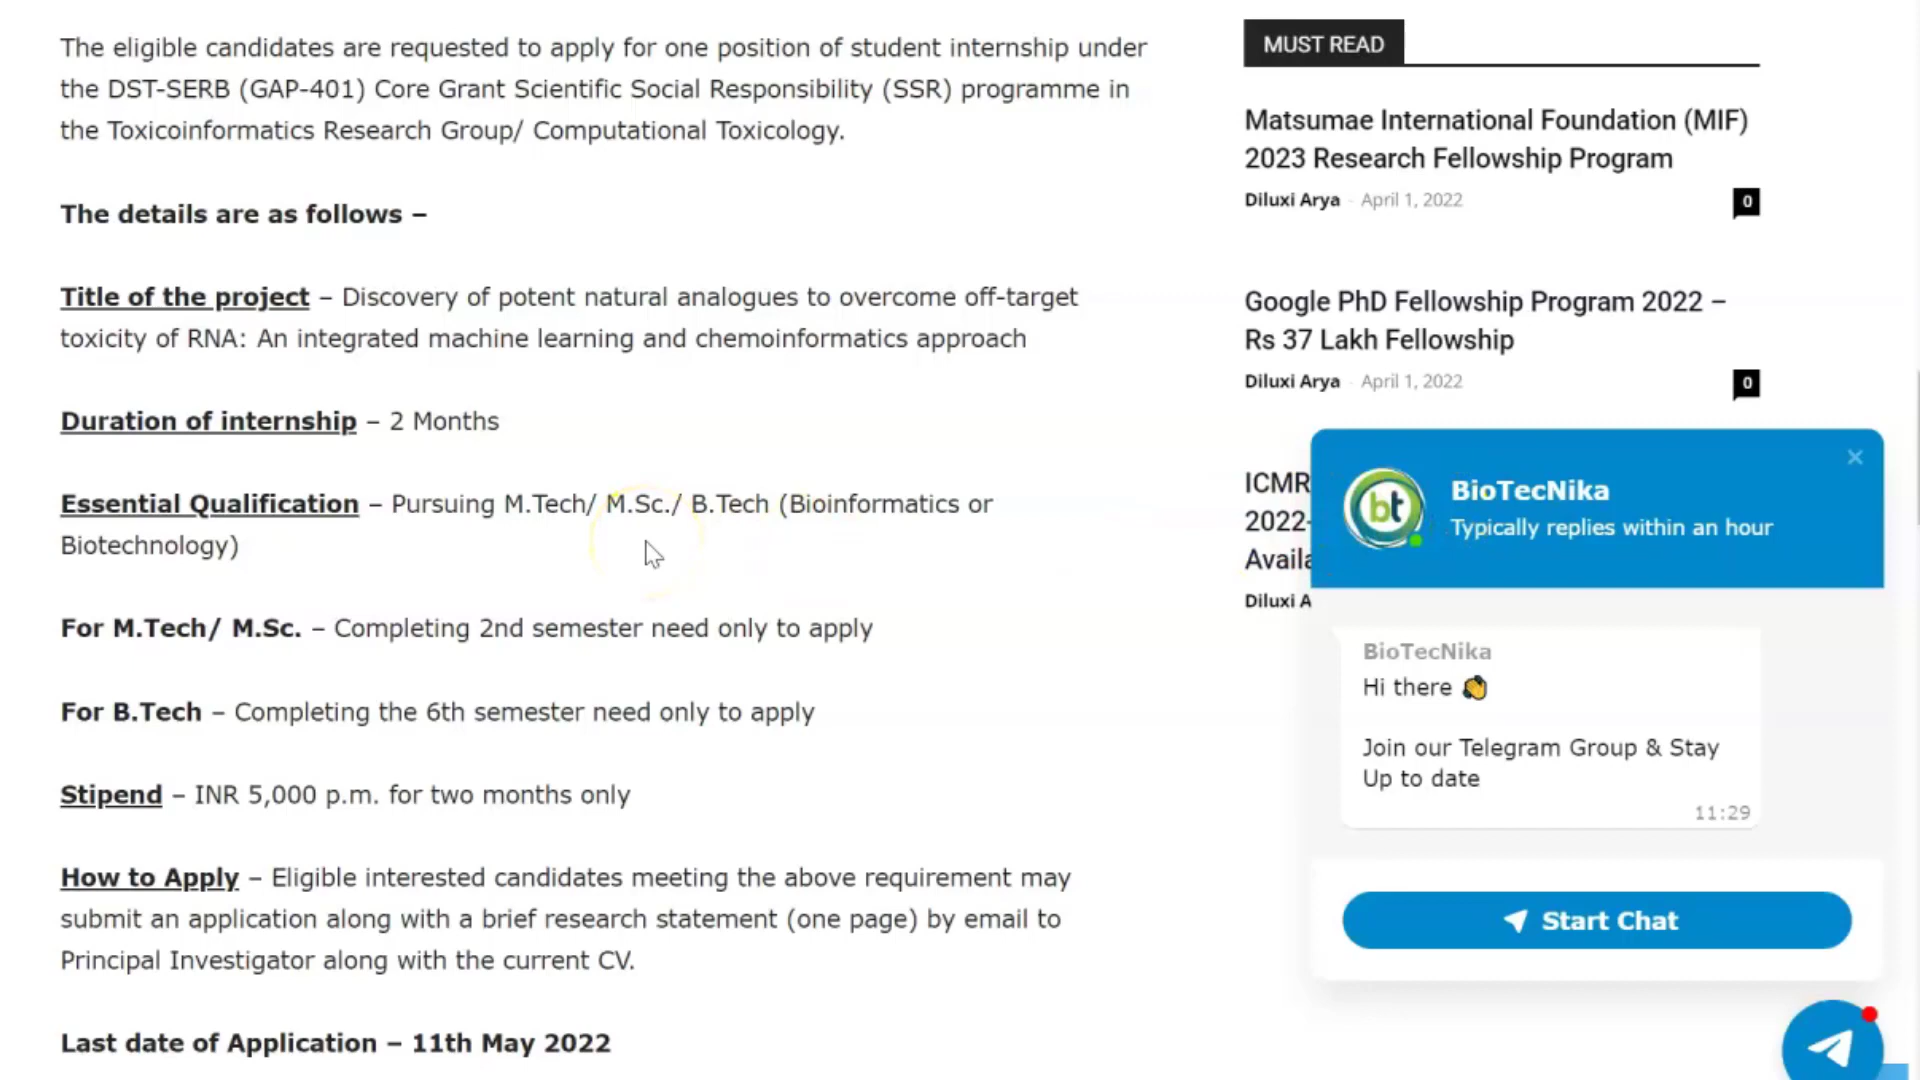 The eligible candidates are requested to apply for one position of student internship under
the DST-SERB (GAP-401) Core Grant Scientific Social Responsibility (SSR) programme in
the Toxicoinformatics Research Group/ Computational Toxicology.
The details are as follows –
Title of the project – Discovery of potent natural analogues to overcome off-target
toxicity of RNA: An integrated machine learning and chemoinformatics approach
Duration of internship – 2 Months
Essential Qualification – Pursuing M.Tech/ M.Sc./ B.Tech (Bioinformatics or
Biotechnology)
For M.Tech/ M.Sc. – Completing 2nd semester need only to apply
For B.Tech – Completing the 6th semester need only to apply
Stipend – INR 5,000 p.m. for two months only
How to Apply – Eligible interested candidates meeting the above requirement may
submit an application along with a brief research statement (one page) by email to
Principal Investigator along with the current CV.
Last date of Application – 11th May 2022
MUST READ
Matsumae International Foundation (MIF)
2023 Research Fellowship Program
Diluxi Arya - April 1, 2022
0
Google PhD Fellowship Program 2022 –
Rs 37 Lakh Fellowship
Diluxi Arya - April 1, 2022
0
ICMR
2022-
Availa
Diluxi A
bt
BioTecNika
Typically replies within an hour
BioTecNika
Hi there 👋
Join our Telegram Group & Stay
Up to date
11:29
Start Chat